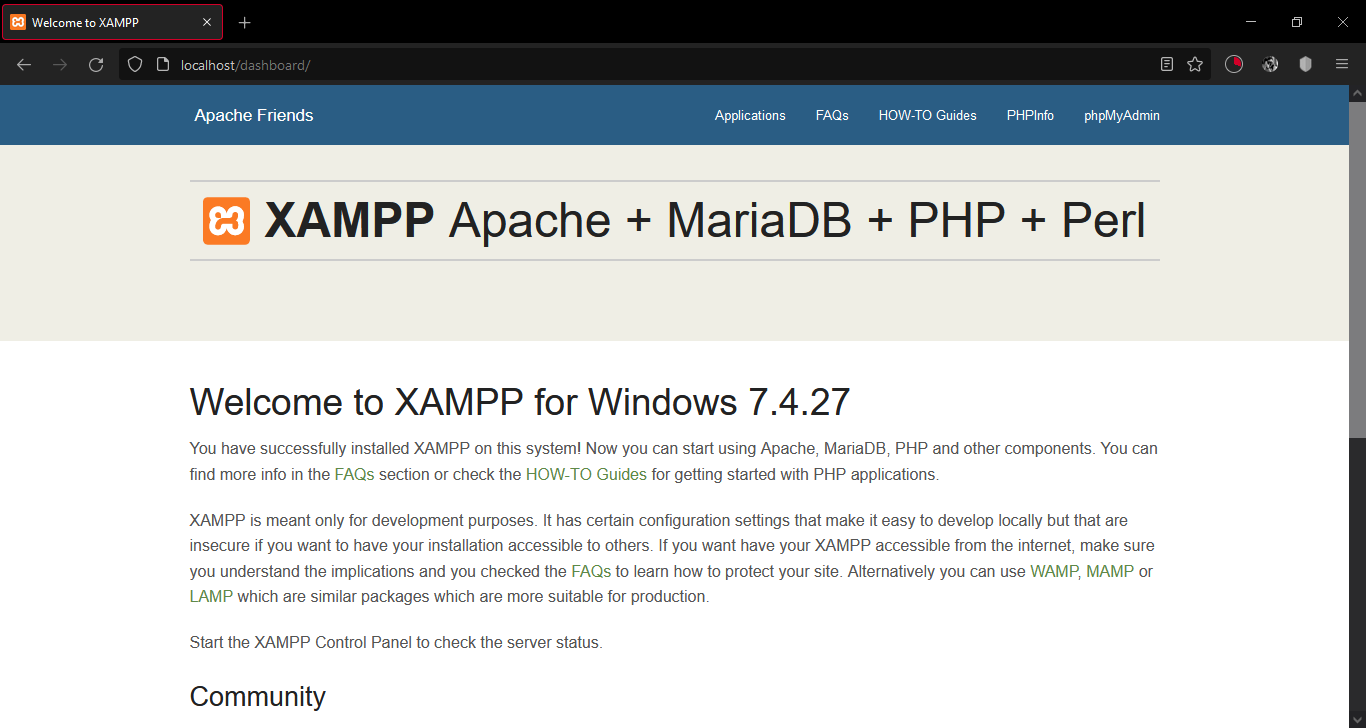 Welcome to XAMPP
localhost/dashboard/
Apache Friends
Applications
FAQs
HOW-TO Guides
PHPInfo
phpMyAdmin
XAMPP Apache + MariaDB + PHP + Perl
Welcome to XAMPP for Windows 7.4.27
You have successfully installed XAMPP on this system! Now you can start using Apache, MariaDB, PHP and other components. You can
find more info in the FAQs section or check the HOW-TO Guides for getting started with PHP applications.
XAMPP is meant only for development purposes. It has certain configuration settings that make it easy to develop locally but that are
insecure if you want to have your installation accessible to others. If you want have your XAMPP accessible from the internet, make sure
you understand the implications and you checked the FAQs to learn how to protect your site. Alternatively you can use WAMP, MAMP or
LAMP which are similar packages which are more suitable for production.
Start the XAMPP Control Panel to check the server status.
Community